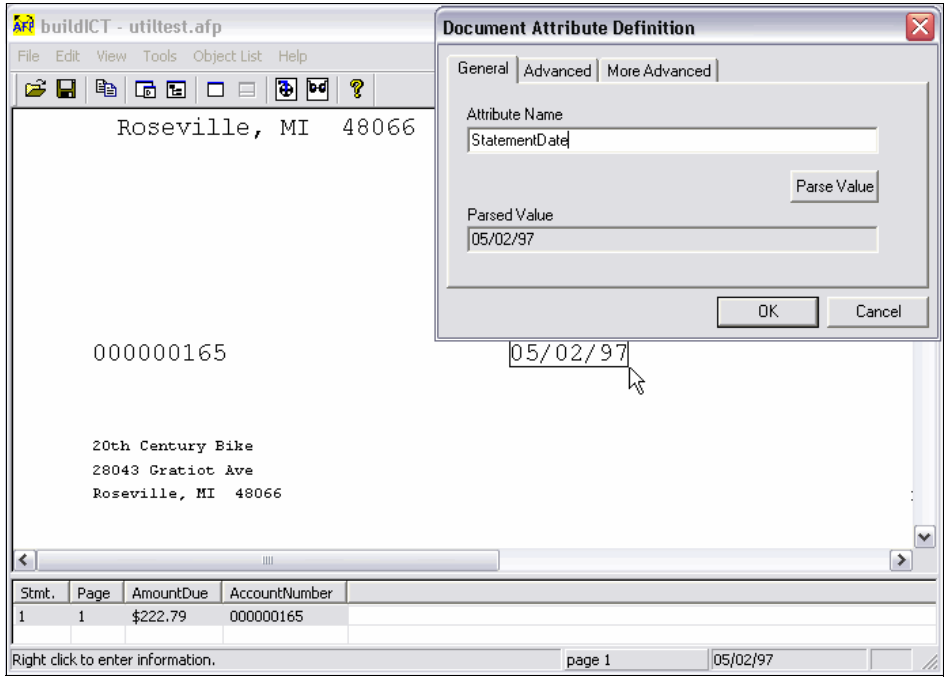 AFP buildICT - utiltest.afp
File Edit View Tools Object List Help
Roseville, MI 48066
Document Attribute Definition
General Advanced More Advanced
Attribute Name
StatementDate
Parse Value
Parsed Value
05/02/97
OK Cancel
000000165 05/02/97
20th Century Bike
28043 Gratiot Ave
Roseville, MI 48066
Stmt. Page AmountDue AccountNumber
1 1 $222.79 000000165
Right click to enter information. page 1 05/02/97